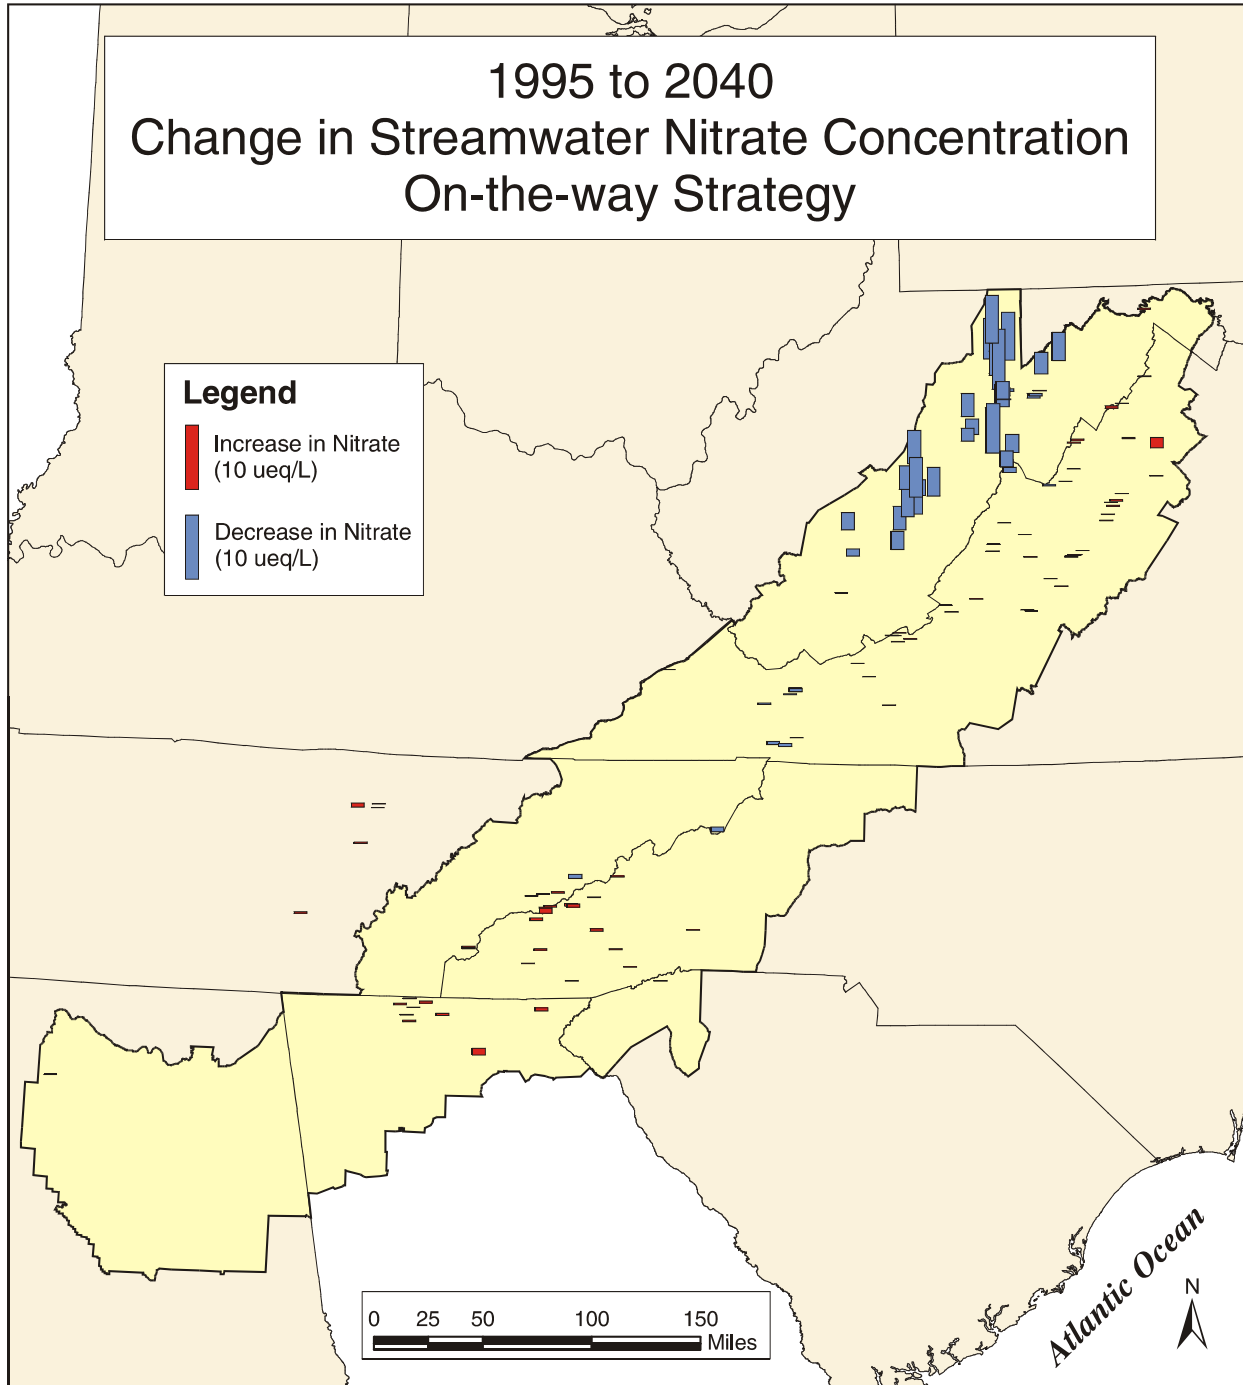 1995 to 2040
Change in Streamwater Nitrate Concentration
On-the-way Strategy
Legend
Increase in Nitrate
(10 ueq/L)
Decrease in Nitrate
(10 ueq/L)
0 25 50 100 150
Miles
Atlantic Ocean
N